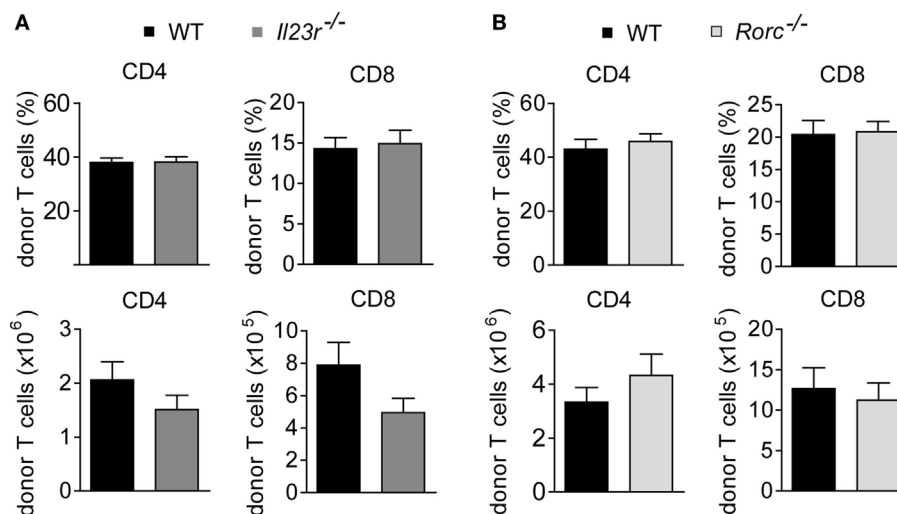 A
WT Il23r-/-
CD4
donor T cells (%)
60
40
20
CD8
donor T cells (%)
20
15
10
5
0
CD4
donor T cells (x10^6)
3
2
1
0
CD8
donor T cells (x10^5)
10
8
6
4
2
0
B
WT Rorc-/-
CD4
donor T cells (%)
60
40
20
0
CD8
donor T cells (%)
25
20
15
10
5
0
CD4
donor T cells (x10^6)
6
4
2
0
CD8
donor T cells (x10^5)
15
10
5
0